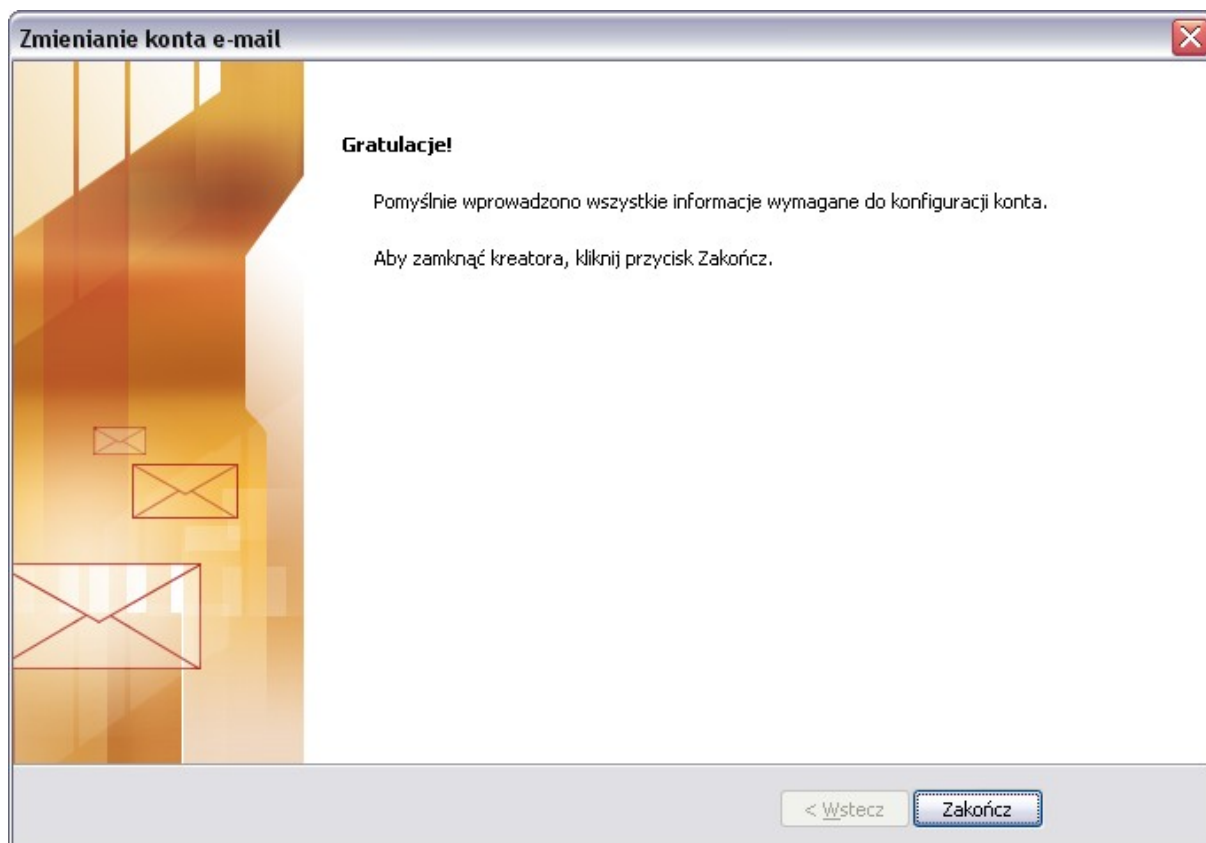 Zmienianie konta e-mail
Gratulacje!
Pomyślnie wprowadzono wszystkie informacje wymagane do konfiguracji konta.
Aby zamknąć kreatora, kliknij przycisk Zakończ.
< Wstecz
Zakończ